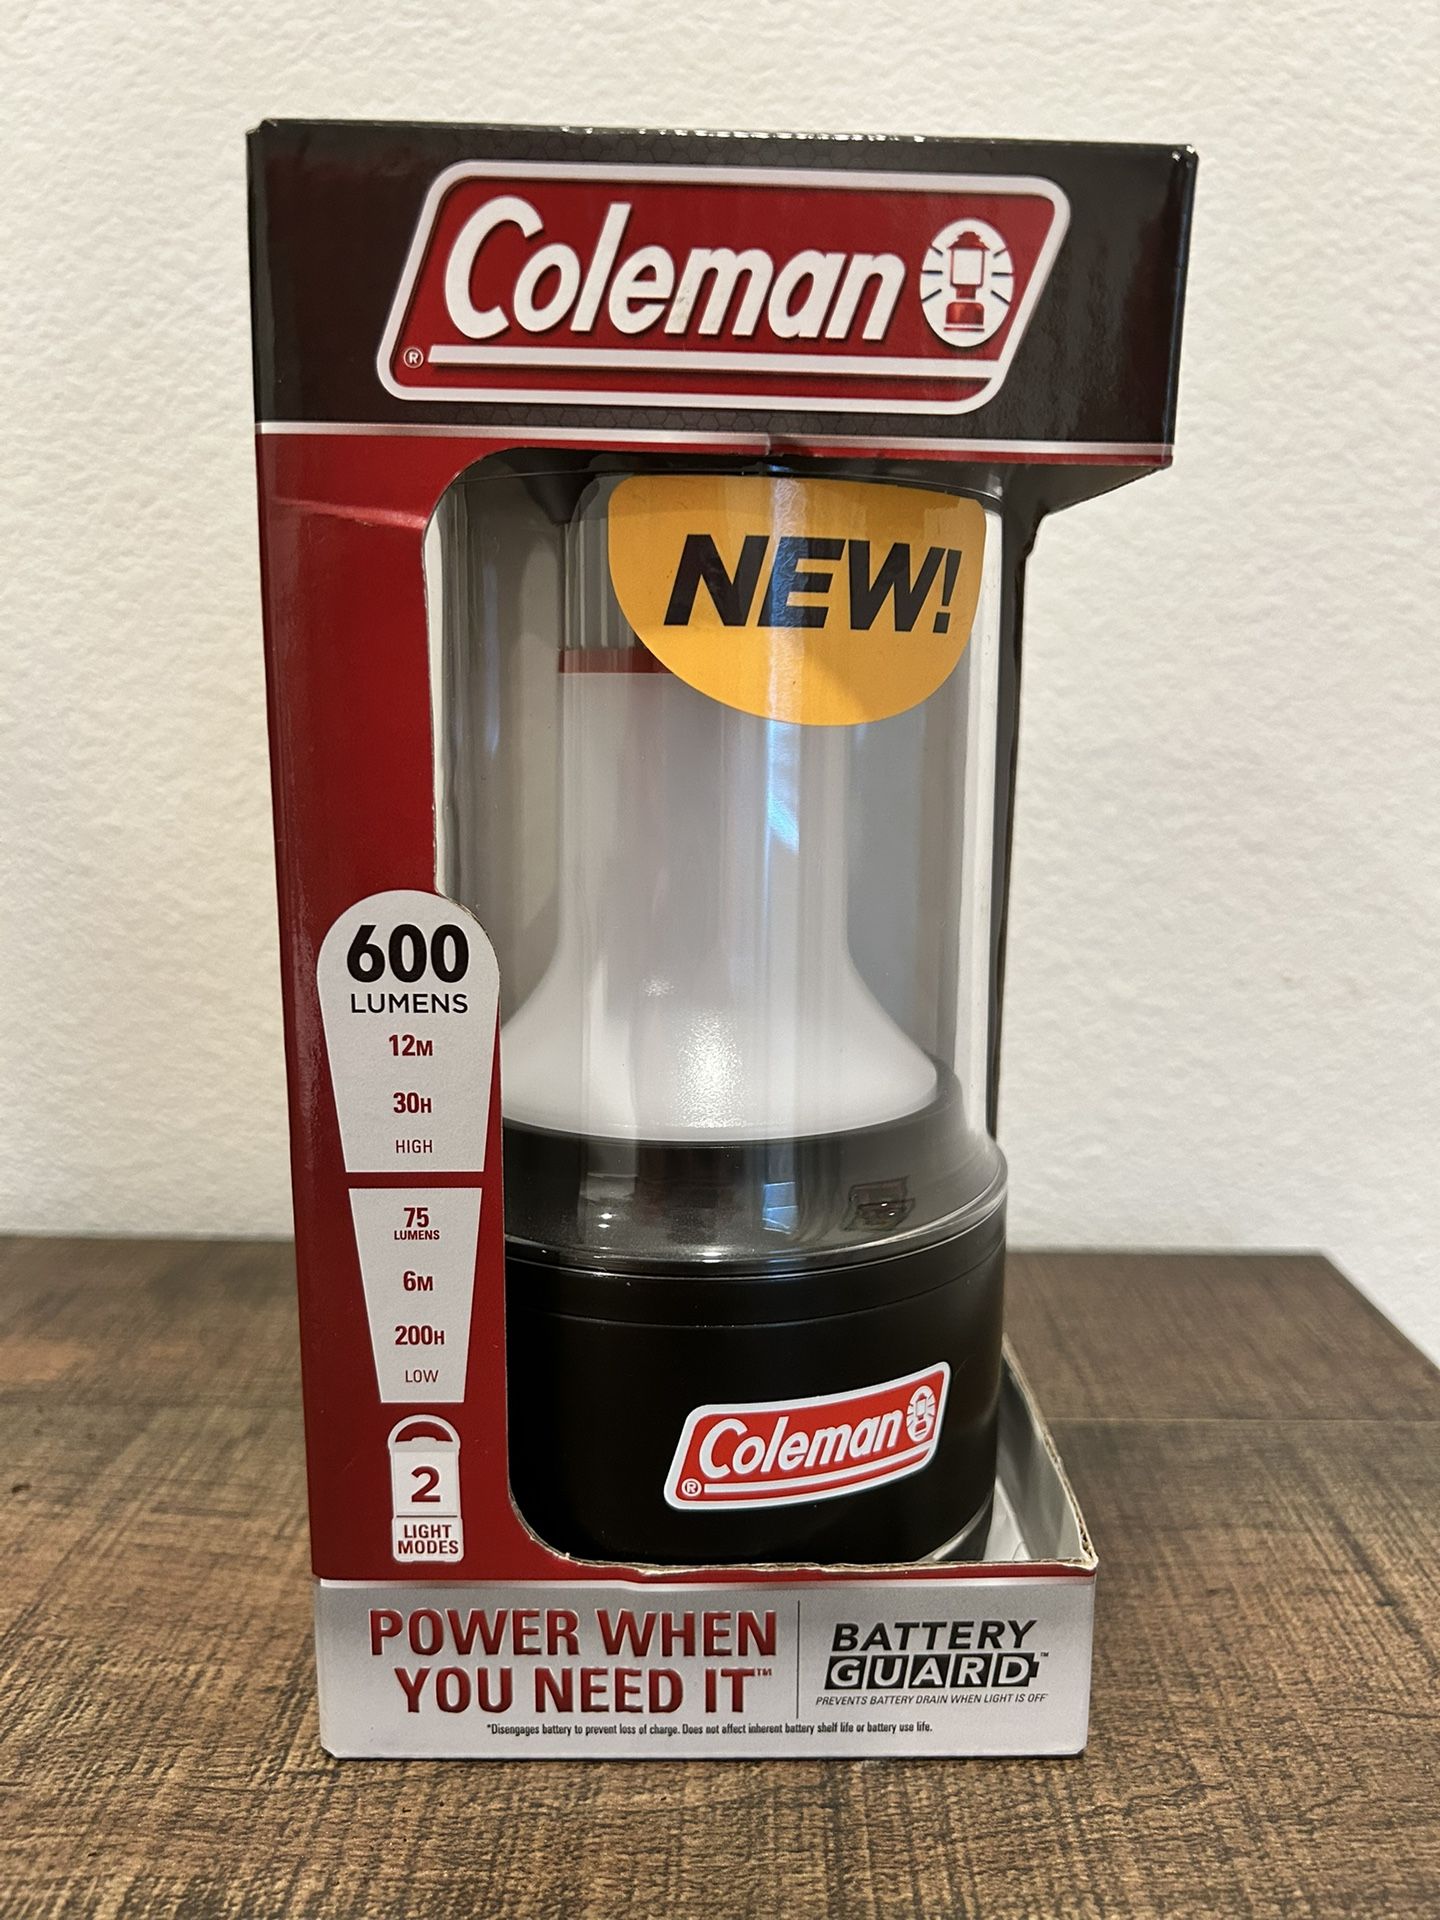 Coleman
®
NEW!
600
LUMENS
12M
30H
HIGH
75
LUMENS
6M
200H
LOW
2
LIGHT
MODES
Coleman
®
POWER WHEN
YOU NEED IT™
BATTERY
GUARD™
PREVENTS BATTERY DRAIN WHEN LIGHT IS OFF*
*Disengages battery to prevent loss of charge. Does not affect inherent battery shelf life or battery use life.